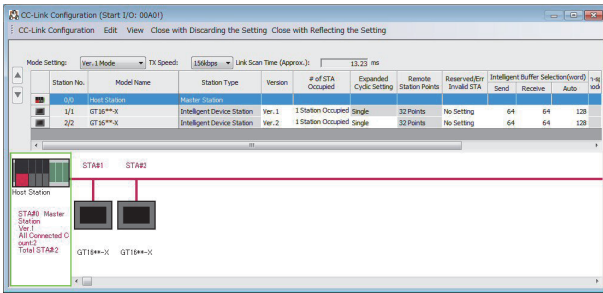 CC-Link Configuration (Start I/O: 00A0)
CC-Link Configuration Edit View Close with Discarding the Setting Close with Reflecting the Setting
Mode Setting: Ver.1 Mode TX Speed: 156kbps Link Scan Time (Approx.): 13.23 ms
Station No. Model Name Station Type Version # of STA Occupied Expanded Cyclic Setting Remote Station Points Reserved/Err Invalid STA Intelligent Buffer Selection(word)
Send Receive Auto
0/0 Host Station Master Station
1/1 GT16**-X Intelligent Device Station Ver.1 1 Station Occupied Single 32 Points No Setting 64 64 128
2/2 GT16**-X Intelligent Device Station Ver.2 1 Station Occupied Single 32 Points No Setting 64 64 128
STA#1 STA#3
Host Station
STA#0 Master
Station
Ver.1
All Connected C
ount:2
Total STA#:2
GT16**-X GT16**-X